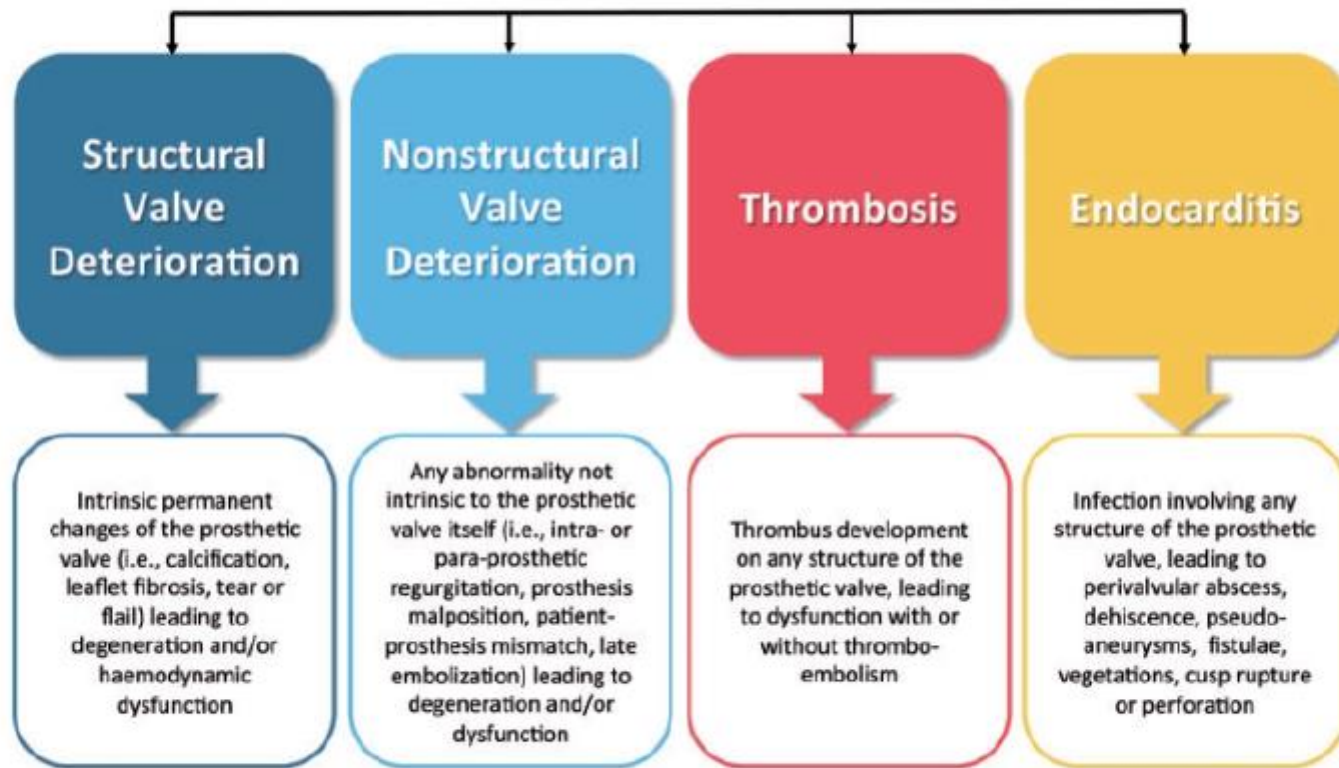 Structural
Valve
Deterioration
Nonstructural
Valve
Deterioration
Thrombosis
Endocarditis
Intrinsic permanent
changes of the prosthetic
valve (i.e., calcification,
leaflet fibrosis, tear or
flail) leading to
degeneration and/or
haemodynamic
dysfunction
Any abnormality not
intrinsic to the prosthetic
valve itself (i.e., intra- or
para-prosthetic
regurgitation, prosthesis
malposition, patient-
prosthesis mismatch, late
embolization) leading to
degeneration and/or
dysfunction
Thrombus development
on any structure of the
prosthetic valve, leading
to dysfunction with or
without thrombo-
embolism
Infection involving any
structure of the prosthetic
valve, leading to
perivalvular abscess,
dehiscence, pseudo-
aneurysms, fistulae,
vegetations, cusp rupture
or perforation